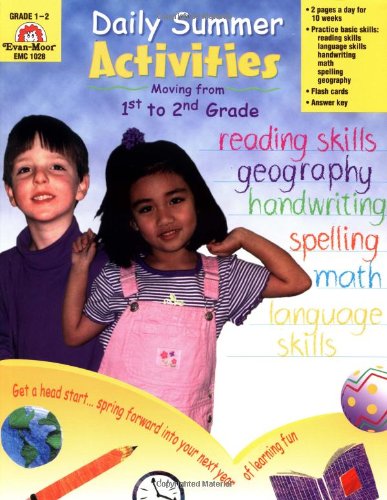 GRADE 1–2
Evan-Moor
EMC 1028
Daily Summer
Activities
Moving from
1st to 2nd Grade
• 2 pages a day for
10 weeks
• Practice basic skills:
reading skills
language skills
handwriting
math
spelling
geography
• Flash cards
• Answer key
reading skills
geography
handwriting
spelling
math
language
skills
Get a head start... spring forward into your next year of learning fun
Copyrighted Material